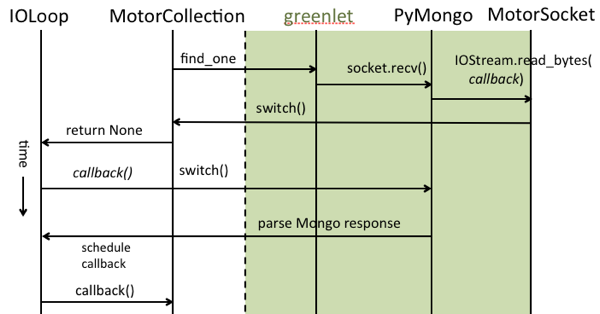 IOLoop MotorCollection greenlet PyMongo MotorSocket
find_one
socket.recv()
IOStream.read_bytes(
callback)
switch()
return None
time
callback()
switch()
parse Mongo response
schedule
callback
callback()